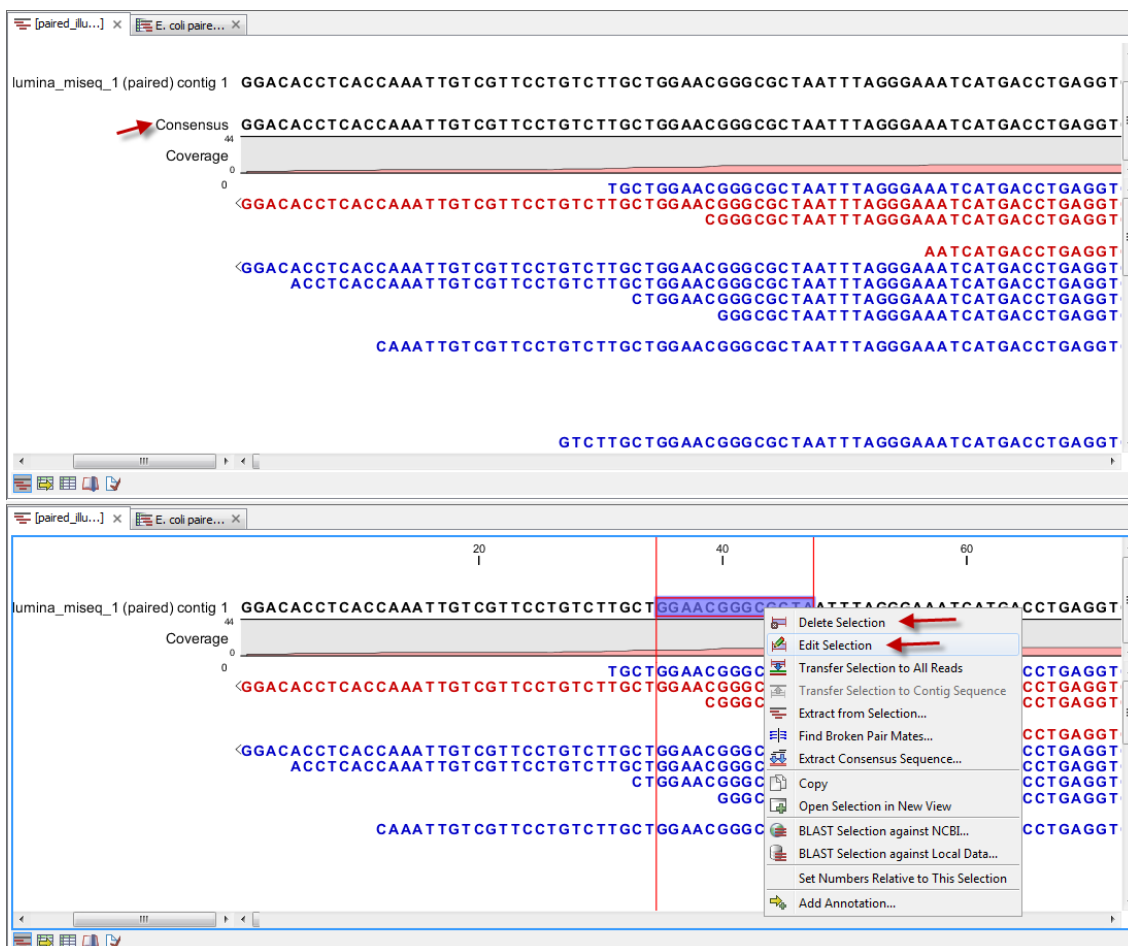 [paired_illu...] E. coli paire...
lumina_miseq_1 (paired) contig 1 GGACACCTCACCAAATTGTCGTTCCTGTCTTGCTGGAACGGGCGCTAATTTAGGGAAATCATGACCTGAGGT
Consensus GGACACCTCACCAAATTGTCGTTCCTGTCTTGCTGGAACGGGCGCTAATTTAGGGAAATCATGACCTGAGGT
44
Coverage
0
0
TGCTGGAACGGGCGCTAATTTAGGGAAATCATGACCTGAGGT
<GGACACCTCACCAAATTGTCGTTCCTGTCTTGCTGGAACGGGCGCTAATTTAGGGAAATCATGACCTGAGGT
CGGGCGCTAATTTAGGGAAATCATGACCTGAGGT
AATCATGACCTGAGGT
<GGACACCTCACCAAATTGTCGTTCCTGTCTTGCTGGAACGGGCGCTAATTTAGGGAAATCATGACCTGAGGT
ACCTCACCAAATTGTCGTTCCTGTCTTGCTGGAACGGGCGCTAATTTAGGGAAATCATGACCTGAGGT
CTGGAACGGGCGCTAATTTAGGGAAATCATGACCTGAGGT
GGGCGCTAATTTAGGGAAATCATGACCTGAGGT
CAAATTGTCGTTCCTGTCTTGCTGGAACGGGCGCTAATTTAGGGAAATCATGACCTGAGGT
GTCTTGCTGGAACGGGCGCTAATTTAGGGAAATCATGACCTGAGGT
[paired_illu...] E. coli paire...
20 40 60
lumina_miseq_1 (paired) contig 1 GGACACCTCACCAAATTGTCGTTCCTGTCTTGCTGGAACGGGCGCTAATTTAGGGAAATCATGACCTGAGGT
44
Coverage
0
0
TGCTGGAACGGGC CCTGAGGT
<GGACACCTCACCAAATTGTCGTTCCTGTCTTGCTGGAACGGGC CCTGAGGT
CGGGC CCTGAGGT
CCTGAGGT
<GGACACCTCACCAAATTGTCGTTCCTGTCTTGCTGGAACGGGC CCTGAGGT
ACCTCACCAAATTGTCGTTCCTGTCTTGCTGGAACGGGC CCTGAGGT
CTGGAACGGGC CCTGAGGT
GGGC CCTGAGGT
CAAATTGTCGTTCCTGTCTTGCTGGAACGGGC CCTGAGGT
Delete Selection
Edit Selection
Transfer Selection to All Reads
Transfer Selection to Contig Sequence
Extract from Selection...
Find Broken Pair Mates...
Extract Consensus Sequence...
Copy
Open Selection in New View
BLAST Selection against NCBI...
BLAST Selection against Local Data...
Set Numbers Relative to This Selection
Add Annotation...